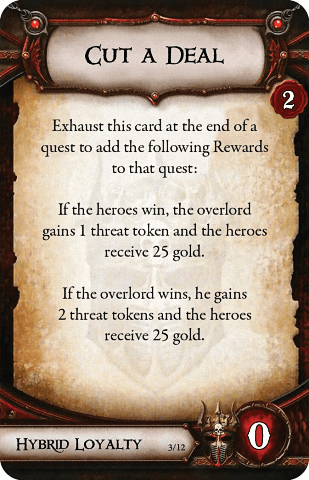 Cut a Deal
2
Exhaust this card at the end of a
quest to add the following Rewards
to that quest:
If the heroes win, the overlord
gains 1 threat token and the heroes
receive 25 gold.
If the overlord wins, he gains
2 threat tokens and the heroes
receive 25 gold.
Hybrid Loyalty 3/12 0